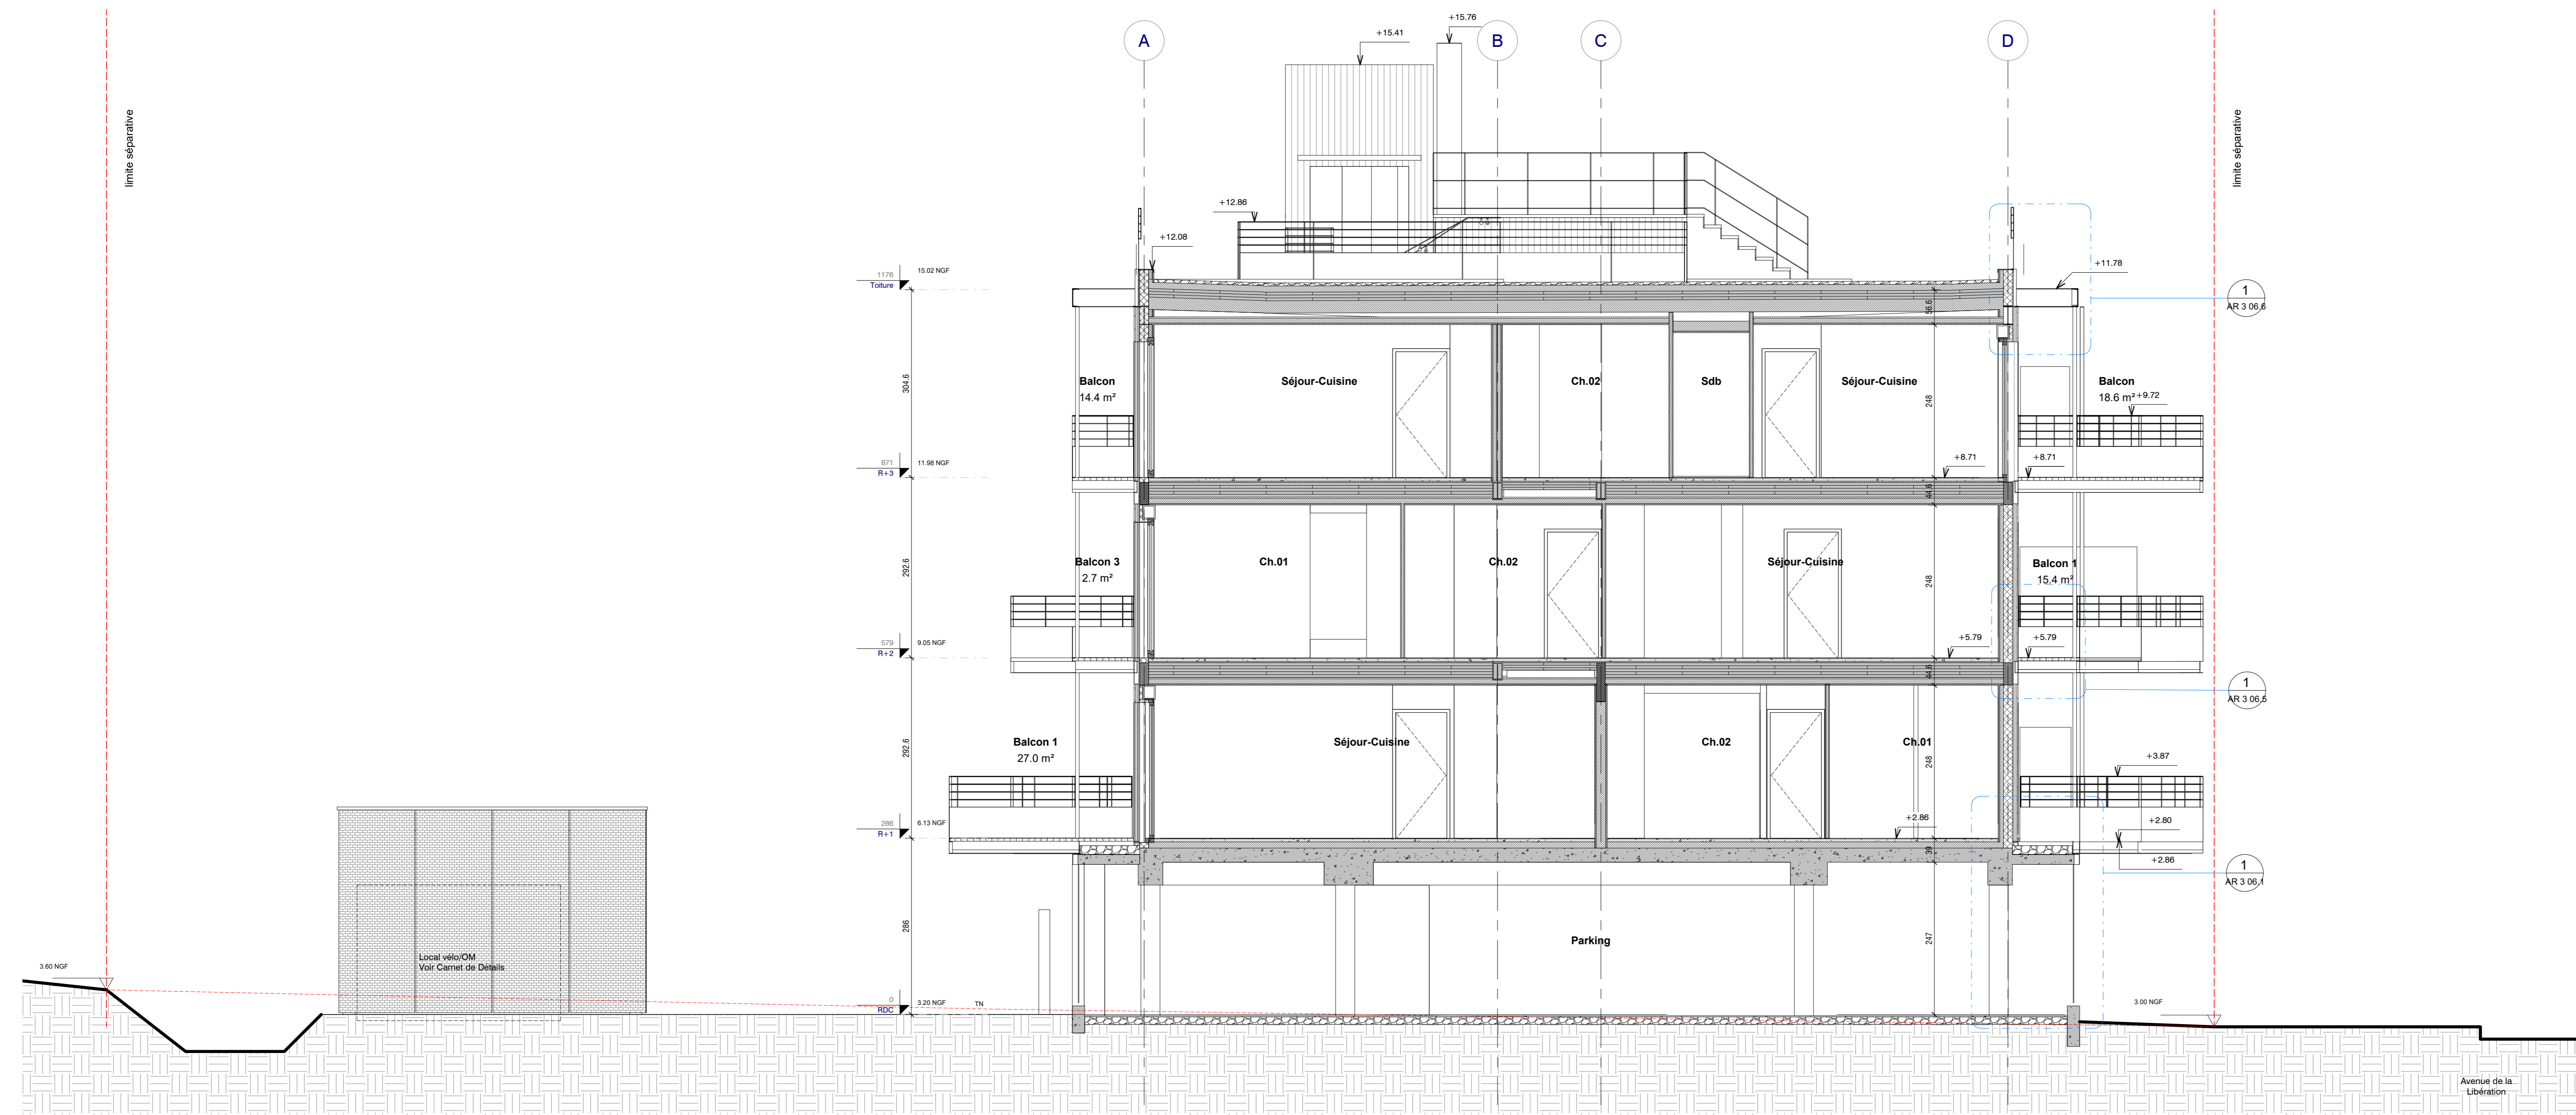 +15.76
+15.41
A
B
C
D
limite séparative
limite séparative
+12.86
+12.08
+11.78
1176
15.02 NGF
Toiture
1
AR 3 06.6
56.6
304.6
Balcon
14.4 m²
Séjour-Cuisine
Ch.02
Sdb
Séjour-Cuisine
248
Balcon
18.6 m²
+9.72
871
11.98 NGF
R+3
+8.71
+8.71
44.6
292.6
Balcon 3
2.7 m²
Ch.01
Ch.02
Séjour-Cuisine
248
Balcon 1
15.4 m²
579
9.05 NGF
R+2
+5.79
+5.79
44.6
1
AR 3 06.5
292.6
Balcon 1
27.0 m²
Séjour-Cuisine
Ch.02
Ch.01
248
+3.87
286
6.13 NGF
R+1
+2.86
+2.80
39
+2.86
1
AR 3 06.1
286
Parking
247
Local vélo/OM
Voir Carnet de Détails
3.60 NGF
0
3.20 NGF
TN
RDC
3.00 NGF
Avenue de la
Libération